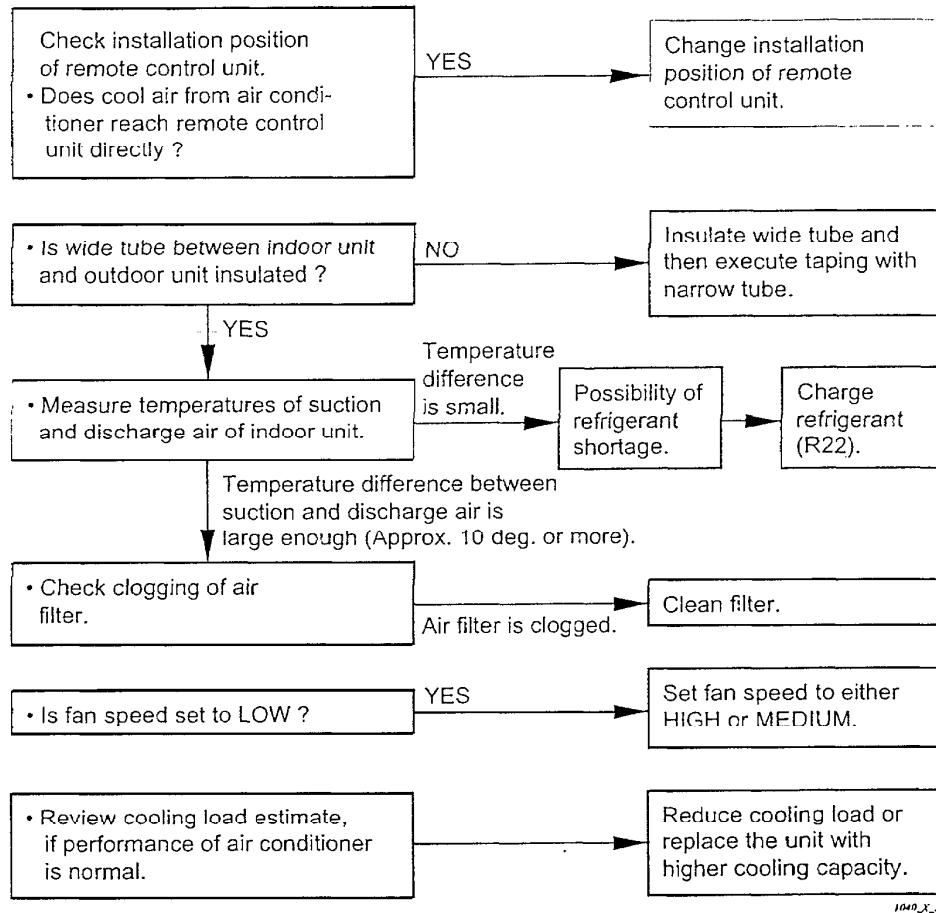 Check installation position
of remote control unit.
• Does cool air from air condi-
tioner reach remote control
unit directly ?
YES
Change installation
position of remote
control unit.
• Is wide tube between indoor unit
and outdoor unit insulated ?
NO
Insulate wide tube and
then execute taping with
narrow tube.
YES
• Measure temperatures of suction
and discharge air of indoor unit.
Temperature
difference
is small.
Possibility of
refrigerant
shortage.
Charge
refrigerant
(R22).
Temperature difference between
suction and discharge air is
large enough (Approx. 10 deg. or more).
• Check clogging of air
filter.
Air filter is clogged.
Clean filter.
• Is fan speed set to LOW ?
YES
Set fan speed to either
HIGH or MEDIUM.
• Review cooling load estimate,
if performance of air conditioner
is normal.
Reduce cooling load or
replace the unit with
higher cooling capacity.